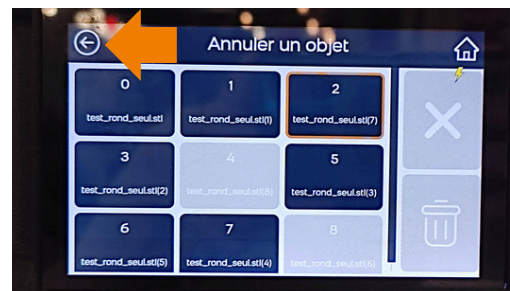 Annuler un objet
0
test_rond_seul.stl
1
test_rond_seul.stl(1)
2
test_rond_seul.stl(7)
3
test_rond_seul.stl(2)
4
test_rond_seul.stl(8)
5
test_rond_seul.stl(3)
6
test_rond_seul.stl(5)
7
test_rond_seul.stl(4)
8
test_rond_seul.stl(6)